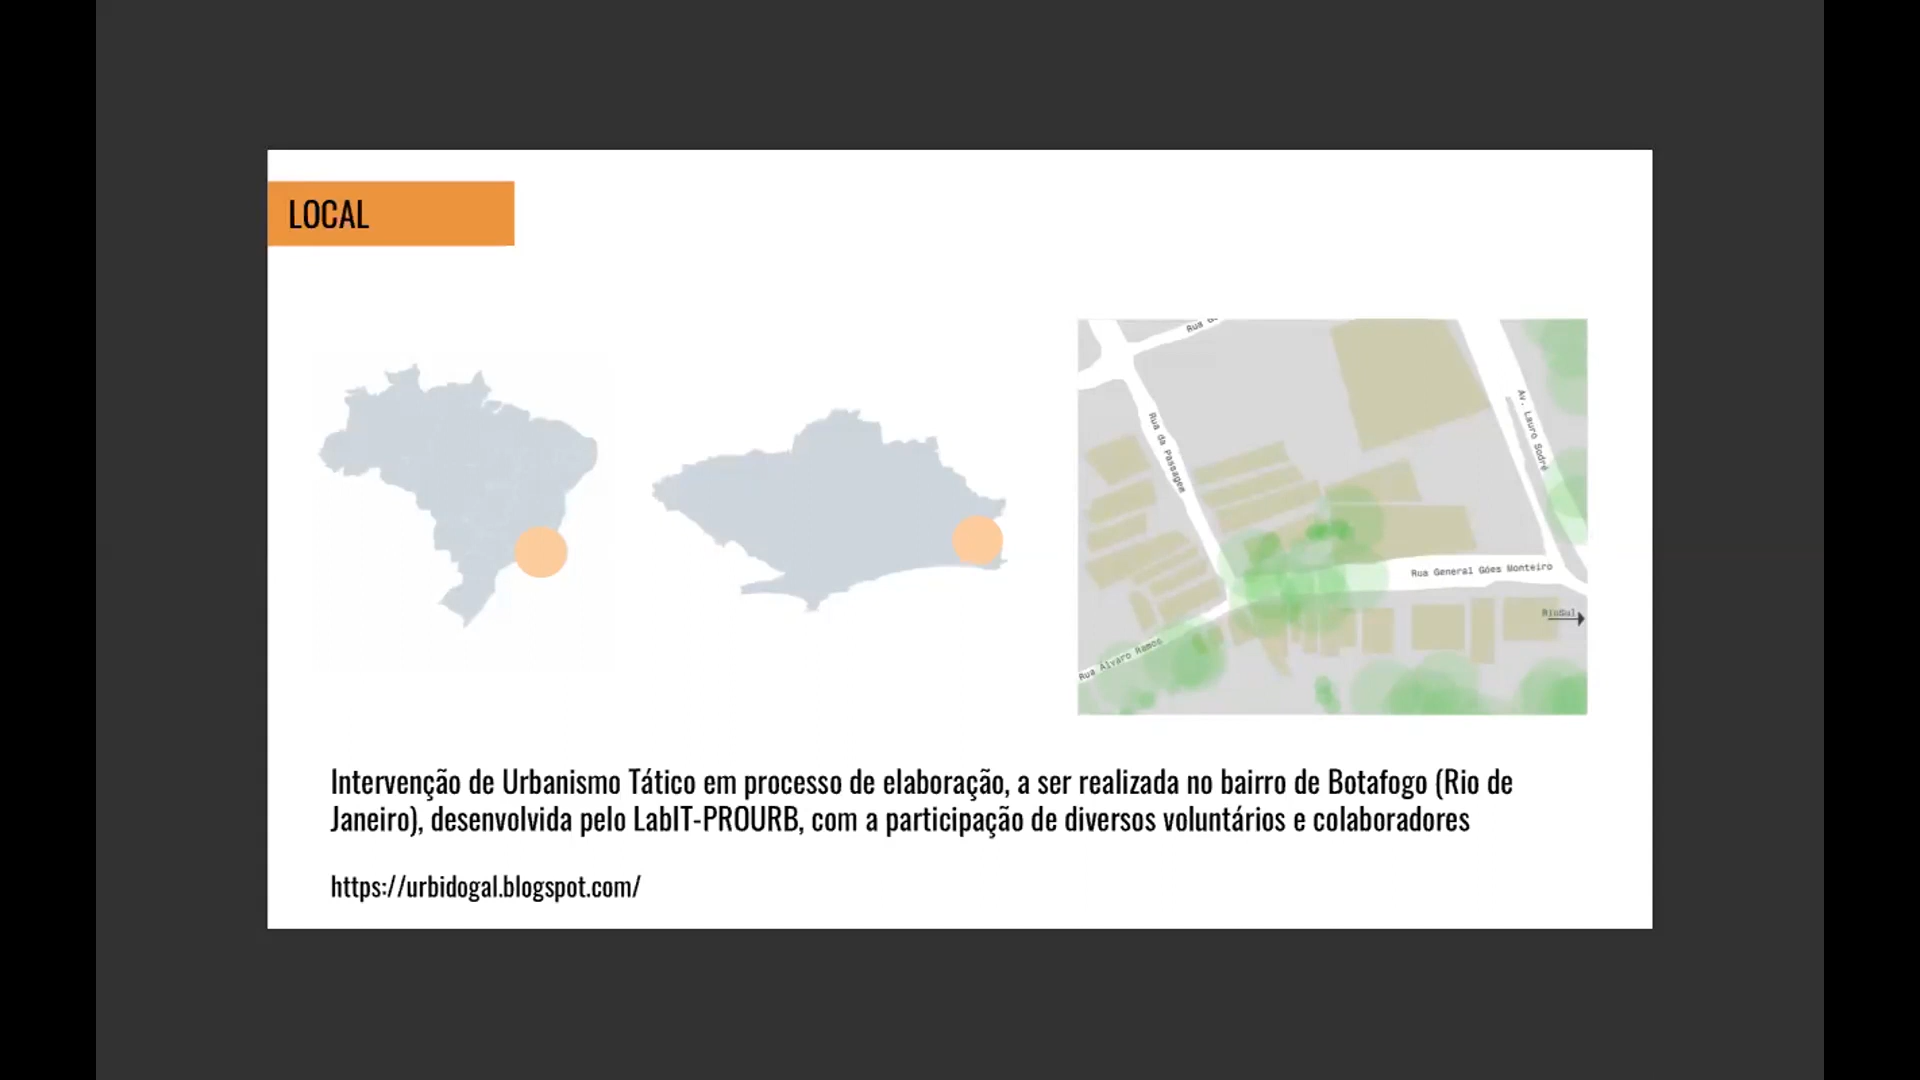 LOCAL
Rua da Passagem
Av. Lauro Sodré
Rua General Góes Monteiro
RioSul
Rua Álvaro Ramos
Intervenção de Urbanismo Tático em processo de elaboração, a ser realizada no bairro de Botafogo (Rio de
Janeiro), desenvolvida pelo LabIT-PROURB, com a participação de diversos voluntários e colaboradores
https://urbidogal.blogspot.com/